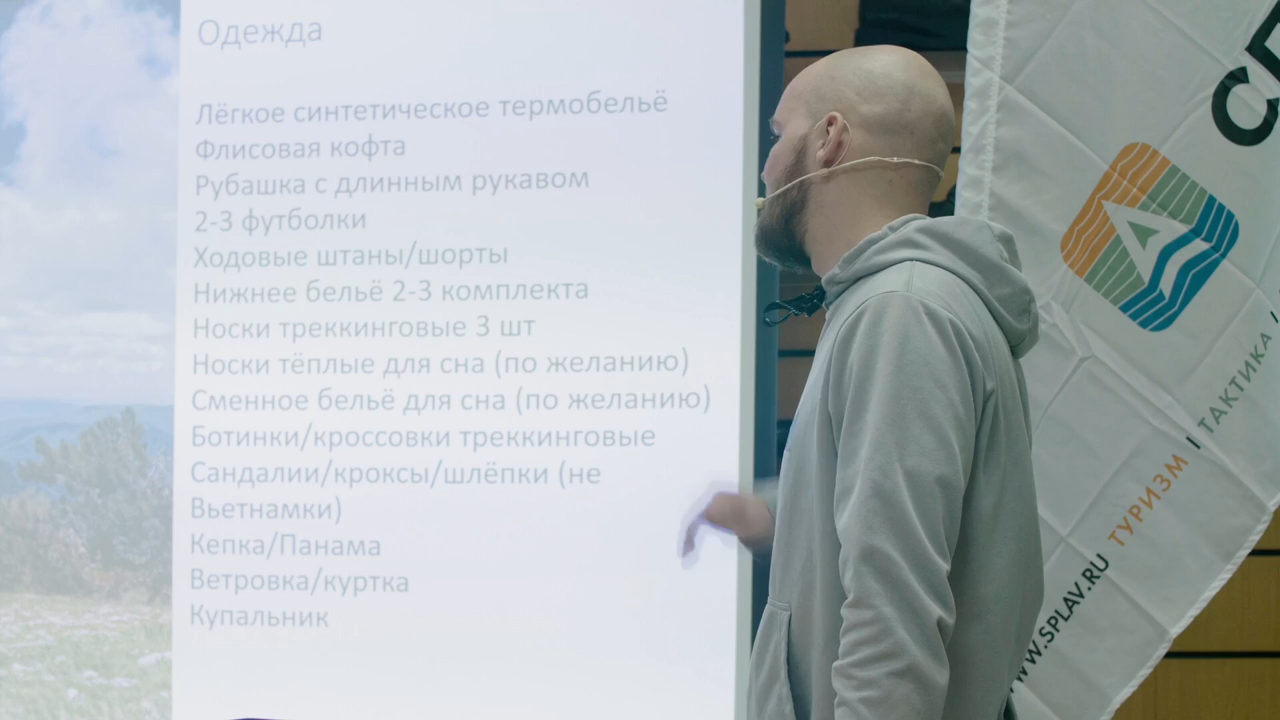 Одежда
Лёгкое синтетическое термобельё
Флисовая кофта
Рубашка с длинным рукавом
2-3 футболки
Ходовые штаны/шорты
Нижнее бельё 2-3 комплекта
Носки треккинговые 3 шт
Носки тёплые для сна (по желанию)
Сменное бельё для сна (по желанию)
Ботинки/кроссовки треккинговые
Сандалии/кроксы/шлёпки (не
Вьетнамки)
Кепка/Панама
Ветровка/куртка
Купальник
WWW.SPLAV.RU ТУРИЗМ I ТАКТИКА I